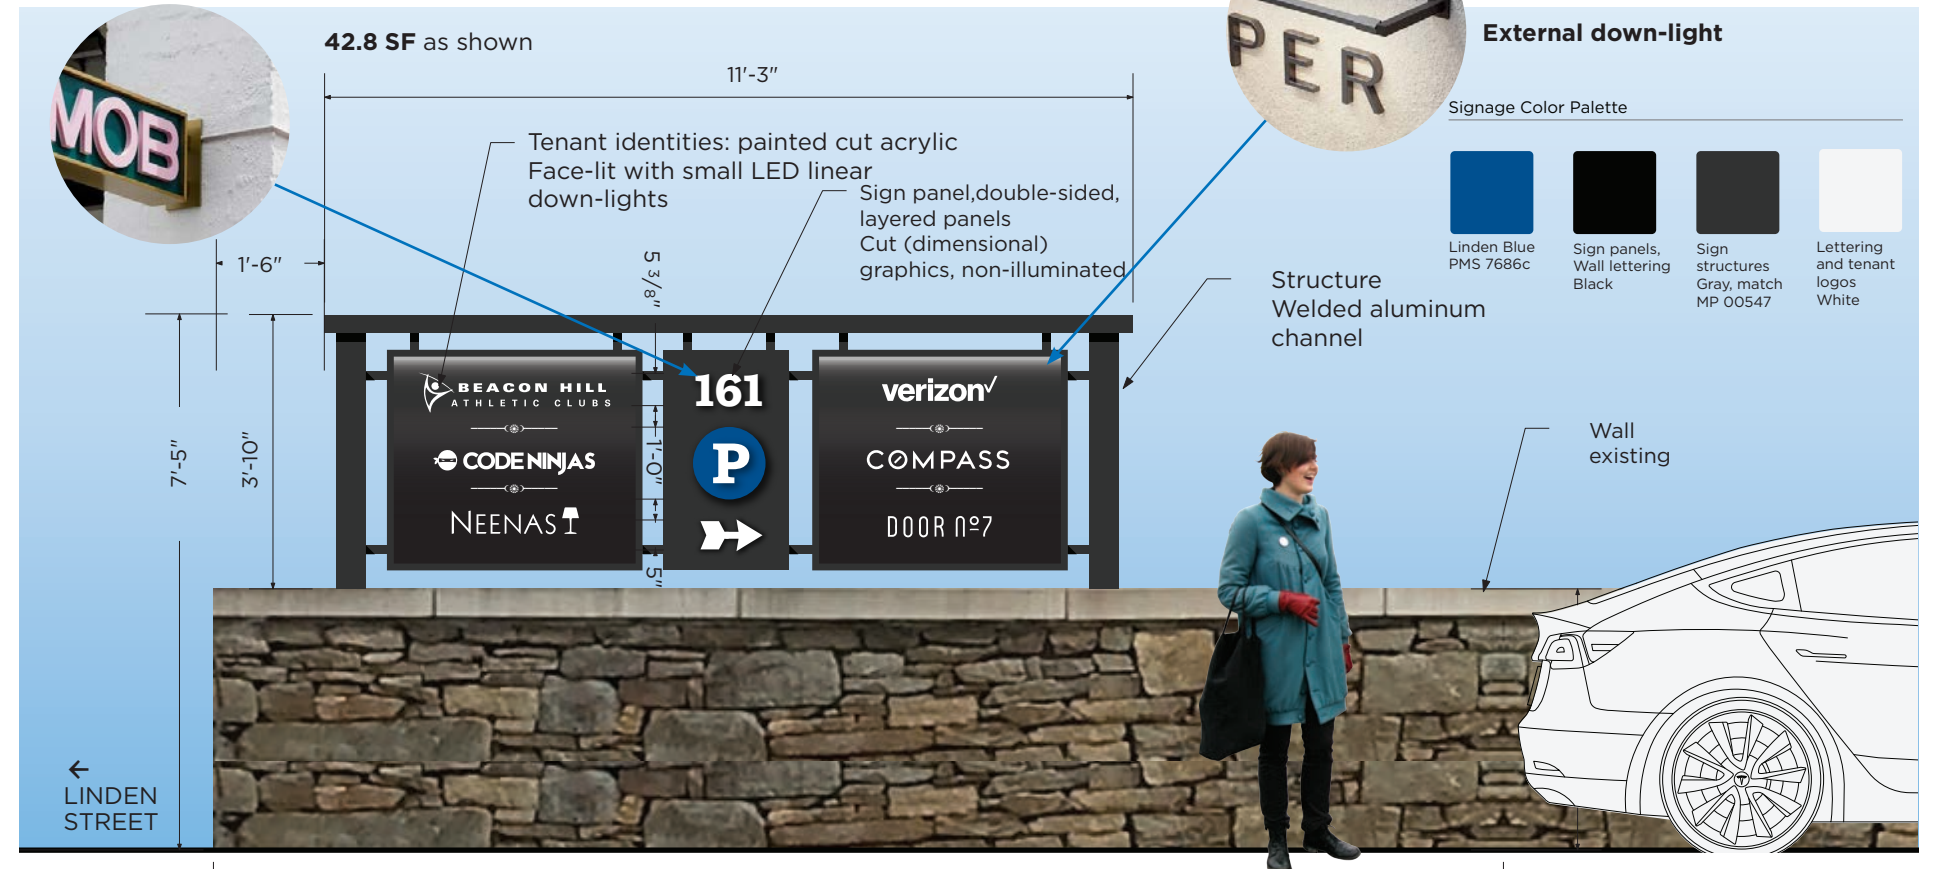 MOB
42.8 SF as shown
11'-3"
PER
External down-light
Signage Color Palette
Linden Blue
PMS 7686c
Sign panels,
Wall lettering
Black
Sign
structures
Gray, match
MP 00547
Lettering
and tenant
logos
White
Tenant identities: painted cut acrylic
Face-lit with small LED linear
down-lights
Sign panel,double-sided,
layered panels
Cut (dimensional)
graphics, non-illuminated
1'-6"
5 3/8"
Structure
Welded aluminum
channel
7'-5"
3'-10"
BEACON HILL
ATHLETIC CLUBS
CODE NINJAS
NEENAS
1'-0"
5"
161
P
verizon
COMPASS
DOOR Nº7
Wall
existing
LINDEN
STREET